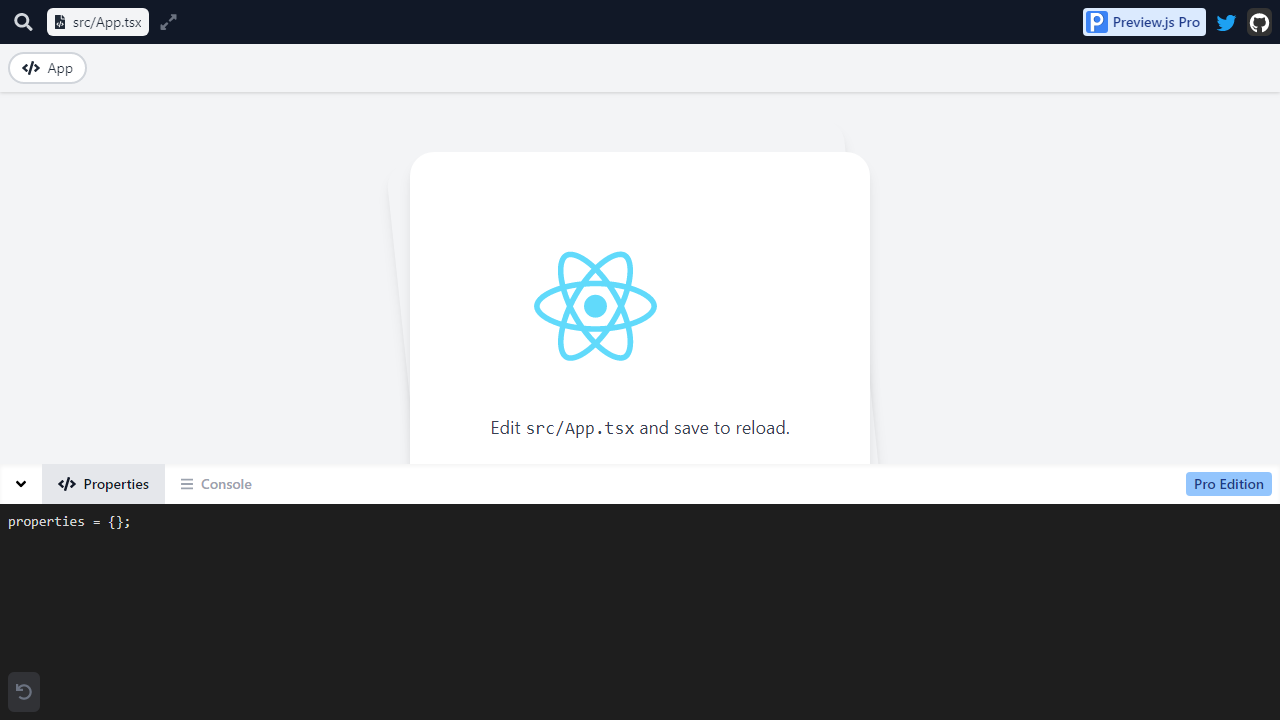 src/App.tsx
Preview.js Pro
App
Edit src/App.tsx and save to reload.
Properties
Console
Pro Edition
properties = {};